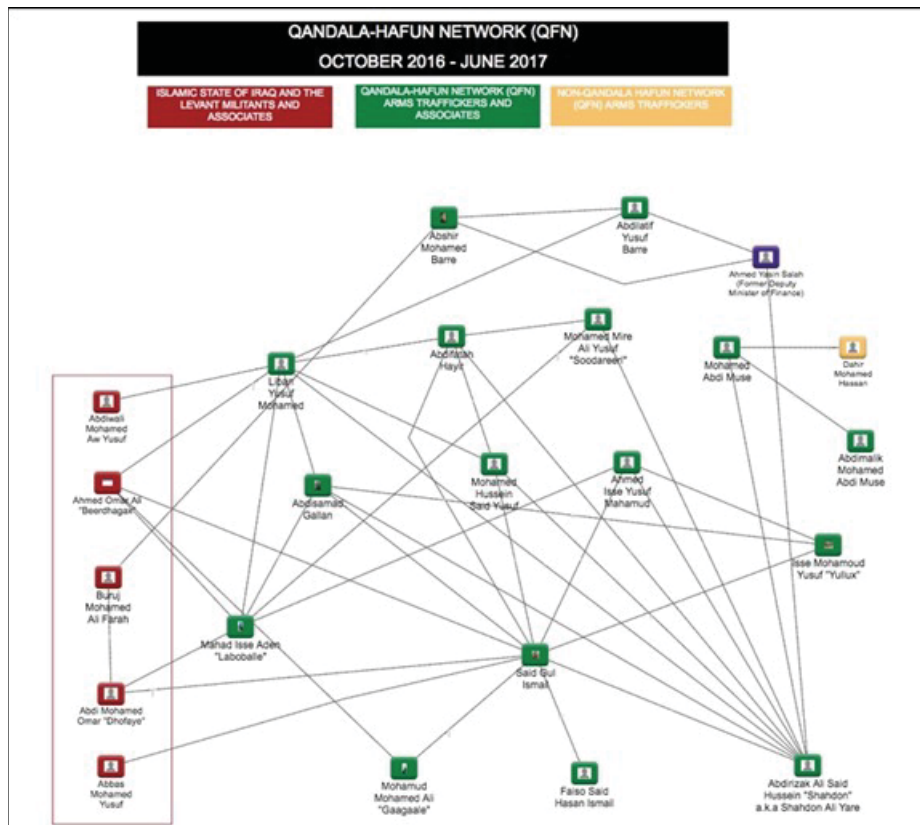 QANDALA-HAFUN NETWORK (QFN)
OCTOBER 2016 - JUNE 2017
ISLAMIC STATE OF IRAQ AND THE
LEVANT MILITANTS AND
ASSOCIATES
QANDALA-HAFUN NETWORK (QFN)
ARMS TRAFFICKERS AND
ASSOCIATES
NON-QANDALA HAFUN NETWORK
(QFN) ARMS TRAFFICKERS
Abshir
Mohamed
Barre
Abdilatif
Yusuf
Barre
Ahmed Yasin Salah
(Former Deputy
Minister of Finance)
Liban
Yusuf
Mohamed
Abdifatah
Hayir
Mohamed Mire
Ali Yusuf
"Soodareeri"
Mohamed
Abdi Muse
Dahir
Mohamed
Hassan
Abdiwali
Mohamed
Aw Yusuf
Abdimalik
Mohamed
Abdi Muse
Ahmed Omar Ali
"Beerdhagax"
Abdisamad
Gallan
Mohamed
Hussein
Said Yusuf
Ahmed
Isse Yusuf
Mahamud
Isse Mohamoud
Yusuf "Yullux"
Buruj
Mohamed
Ali Farah
Mahad Isse Aden
"Laboballe"
Said Gul
Ismail
Abdi Mohamed
Omar "Dhofaye"
Abbas
Mohamed
Yusuf
Mohamud
Mohamed Ali
"Gaagaale"
Faiso Said
Hasan Ismail
Abdirizak Ali Said
Hussein "Shahdon"
a.k.a Shahdon Ali Yare